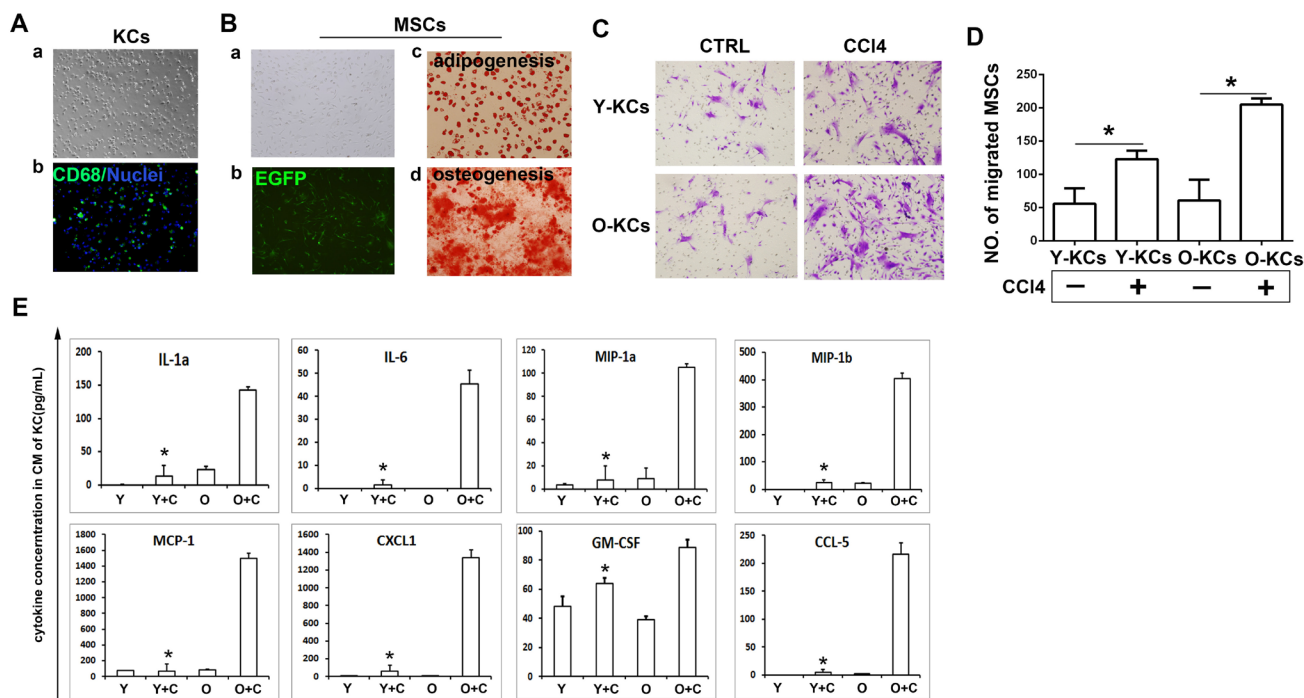 A
KCs
a
b
CD68/Nuclei
B
MSCs
a
c
adipogenesis
b
EGFP
d
osteogenesis
C
CTRL
CCl4
Y-KCs
O-KCs
D
NO. of migrated MSCs
250
200
150
100
50
0
*
*
Y-KCs Y-KCs O-KCs O-KCs
CCl4 − + − +
E
cytokine concerntration in CM of KC(pg/mL)
IL-1a
200
150
100
50
0
*
Y Y+C O O+C
IL-6
60
50
40
30
20
10
0
*
Y Y+C O O+C
MIP-1a
120
100
80
60
40
20
0
*
Y Y+C O O+C
MIP-1b
500
400
300
200
100
0
*
Y Y+C O O+C
MCP-1
1800
1600
1400
1200
1000
800
600
400
200
0
*
Y Y+C O O+C
CXCL1
1600
1400
1200
1000
800
600
400
200
0
*
Y Y+C O O+C
GM-CSF
100
80
60
40
20
0
*
Y Y+C O O+C
CCL-5
250
200
150
100
50
0
*
Y Y+C O O+C